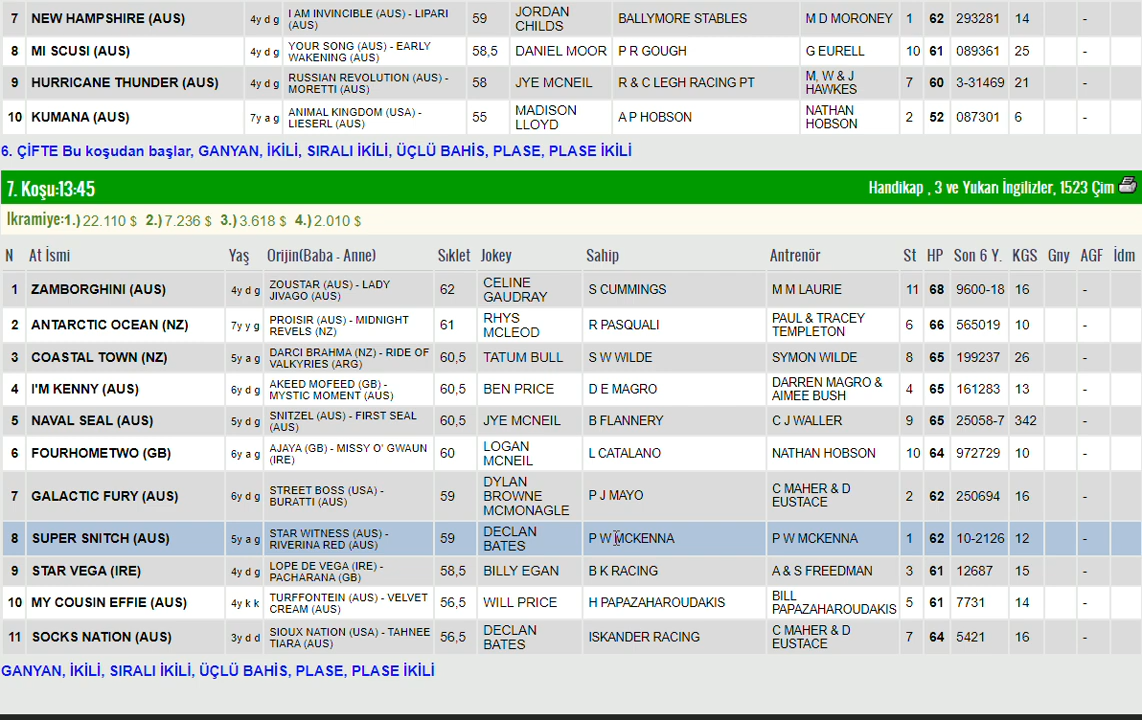 7 NEW HAMPSHIRE (AUS) 4y d g I AM INVINCIBLE (AUS) - LIPARI (AUS) 59 JORDAN CHILDS BALLYMORE STABLES M D MORONEY 1 62 293281 14 -
8 MI SCUSI (AUS) 4y d g YOUR SONG (AUS) - EARLY WAKENING (AUS) 58,5 DANIEL MOOR P R GOUGH G EURELL 10 61 089361 25 -
9 HURRICANE THUNDER (AUS) 4y d g RUSSIAN REVOLUTION (AUS) - MORETTI (AUS) 58 JYE MCNEIL R & C LEGH RACING PT M, W & J HAWKES 7 60 3-31469 21 -
10 KUMANA (AUS) 7y a g ANIMAL KINGDOM (USA) - LIESERL (AUS) 55 MADISON LLOYD A P HOBSON NATHAN HOBSON 2 52 087301 6 -
6. ÇİFTE Bu koşudan başlar, GANYAN, İKİLİ, SIRALI İKİLİ, ÜÇLÜ BAHİS, PLASE, PLASE İKİLİ
7. Koşu:13:45 Handikap , 3 ve Yukarı İngilizler, 1523 Çim
İkramiye:1.) 22.110 $ 2.) 7.236 $ 3.) 3.618 $ 4.) 2.010 $
N At İsmi Yaş Orijin(Baba - Anne) Sıklet Jokey Sahip Antrenör St HP Son 6 Y. KGS Gny AGF İdm
1 ZAMBORGHINI (AUS) 4y d g ZOUSTAR (AUS) - LADY JIVAGO (AUS) 62 CELINE GAUDRAY S CUMMINGS M M LAURIE 11 68 9600-18 16 -
2 ANTARCTIC OCEAN (NZ) 7y y g PROISIR (AUS) - MIDNIGHT REVELS (NZ) 61 RHYS MCLEOD R PASQUALI PAUL & TRACEY TEMPLETON 6 66 565019 10 -
3 COASTAL TOWN (NZ) 5y a g DARCI BRAHMA (NZ) - RIDE OF VALKYRIES (ARG) 60,5 TATUM BULL S W WILDE SYMON WILDE 8 65 199237 26 -
4 I'M KENNY (AUS) 6y d g AKEED MOFEED (GB) - MYSTIC MOMENT (AUS) 60,5 BEN PRICE D E MAGRO DARREN MAGRO & AIMEE BUSH 4 65 161283 13 -
5 NAVAL SEAL (AUS) 5y d g SNITZEL (AUS) - FIRST SEAL (AUS) 60,5 JYE MCNEIL B FLANNERY C J WALLER 9 65 25058-7 342 -
6 FOURHOMETWO (GB) 6y a g AJAYA (GB) - MISSY O' GWAUN (IRE) 60 LOGAN MCNEIL L CATALANO NATHAN HOBSON 10 64 972729 10 -
7 GALACTIC FURY (AUS) 6y d g STREET BOSS (USA) - BURATTI (AUS) 59 DYLAN BROWNE MCMONAGLE P J MAYO C MAHER & D EUSTACE 2 62 250694 16 -
8 SUPER SNITCH (AUS) 5y a g STAR WITNESS (AUS) - RIVERINA RED (AUS) 59 DECLAN BATES P W MCKENNA P W MCKENNA 1 62 10-2126 12 -
9 STAR VEGA (IRE) 4y d g LOPE DE VEGA (IRE) - PACHARANA (GB) 58,5 BILLY EGAN B K RACING A & S FREEDMAN 3 61 12687 15 -
10 MY COUSIN EFFIE (AUS) 4y k k TURFFONTEIN (AUS) - VELVET CREAM (AUS) 56,5 WILL PRICE H PAPAZAHAROUDAKIS BILL PAPAZAHAROUDAKIS 5 61 7731 14 -
11 SOCKS NATION (AUS) 3y d d SIOUX NATION (USA) - TAHNEE TIARA (AUS) 56,5 DECLAN BATES ISKANDER RACING C MAHER & D EUSTACE 7 64 5421 16 -
GANYAN, İKİLİ, SIRALI İKİLİ, ÜÇLÜ BAHİS, PLASE, PLASE İKİLİ